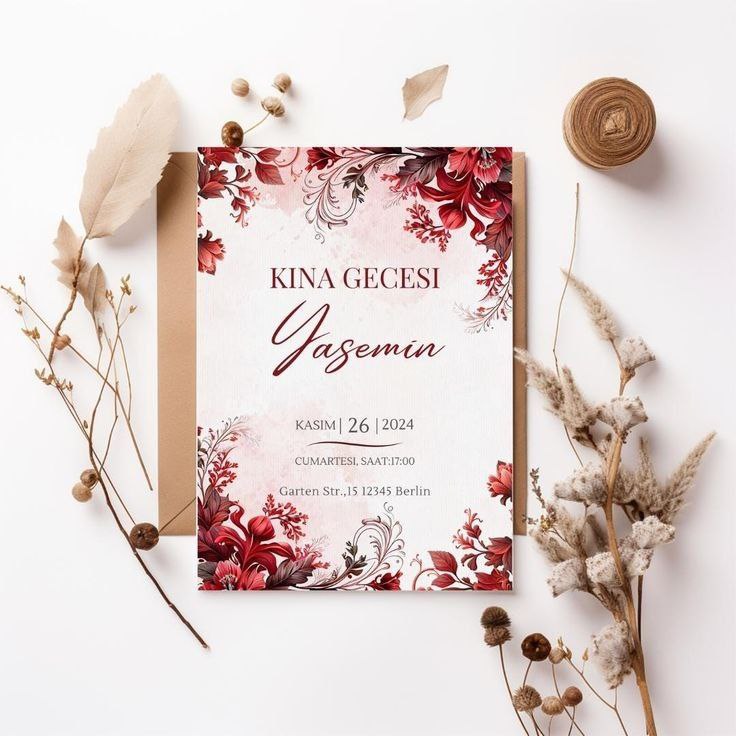 KINA GECESI
Yasemin
KASIM | 26 | 2024
CUMARTESI, SAAT:17:00
Garten Str.,15 12345 Berlin